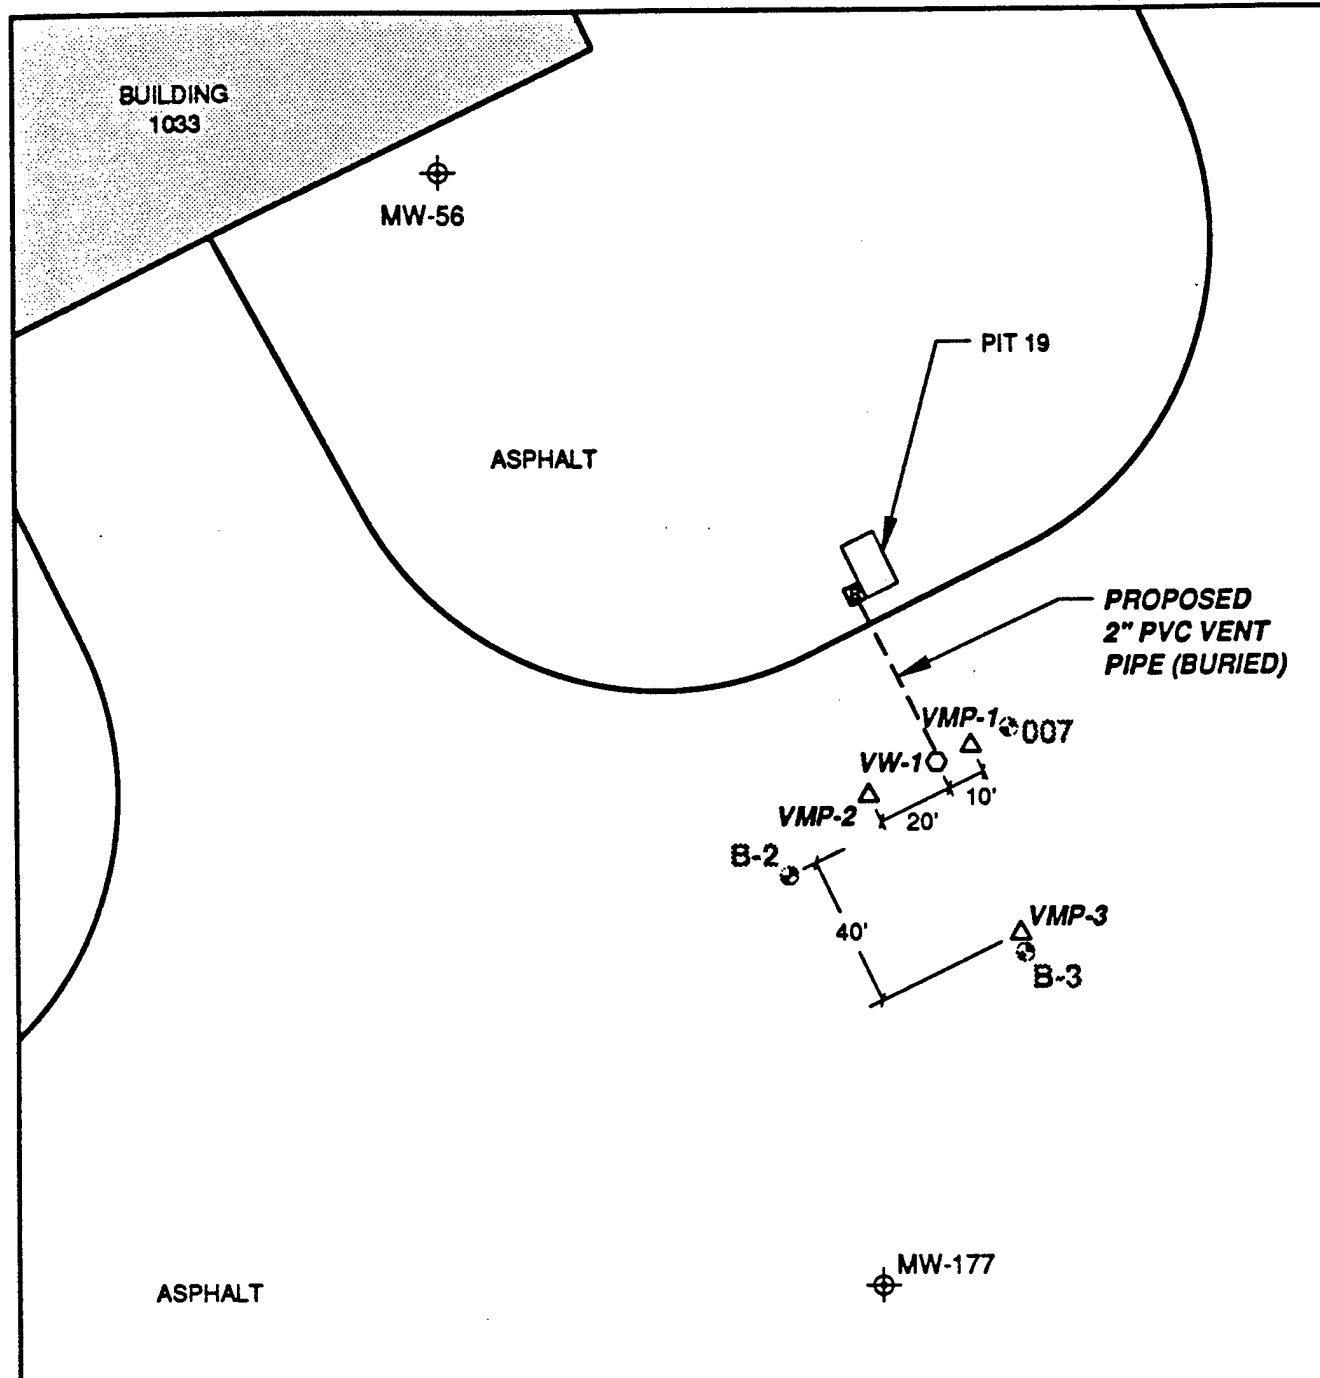 BUILDING
1033
MW-56
PIT 19
ASPHALT
PROPOSED
2" PVC VENT
PIPE (BURIED)
VMP-1
007
VW-1
10'
VMP-2
20'
B-2
40'
VMP-3
B-3
MW-177
ASPHALT